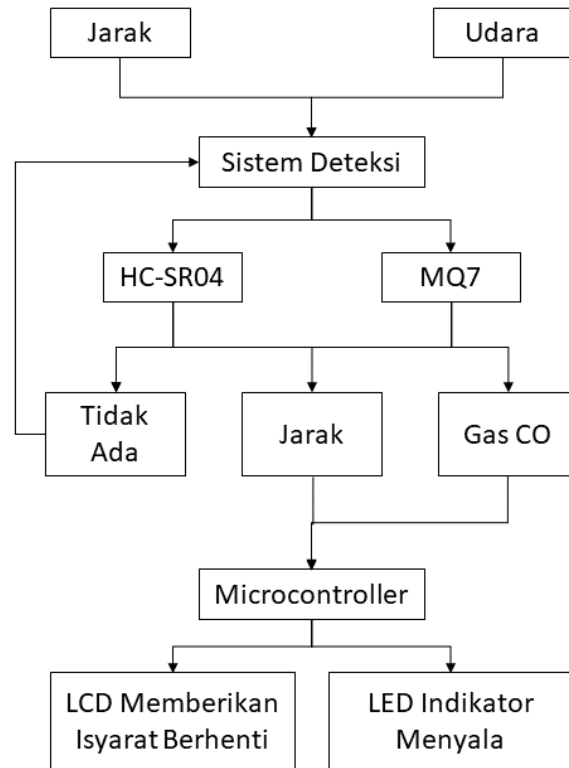 Jarak
Udara
Sistem Deteksi
HC-SR04
MQ7
Tidak
Ada
Jarak
Gas CO
Microcontroller
LCD Memberikan
Isyarat Berhenti
LED Indikator
Menyala